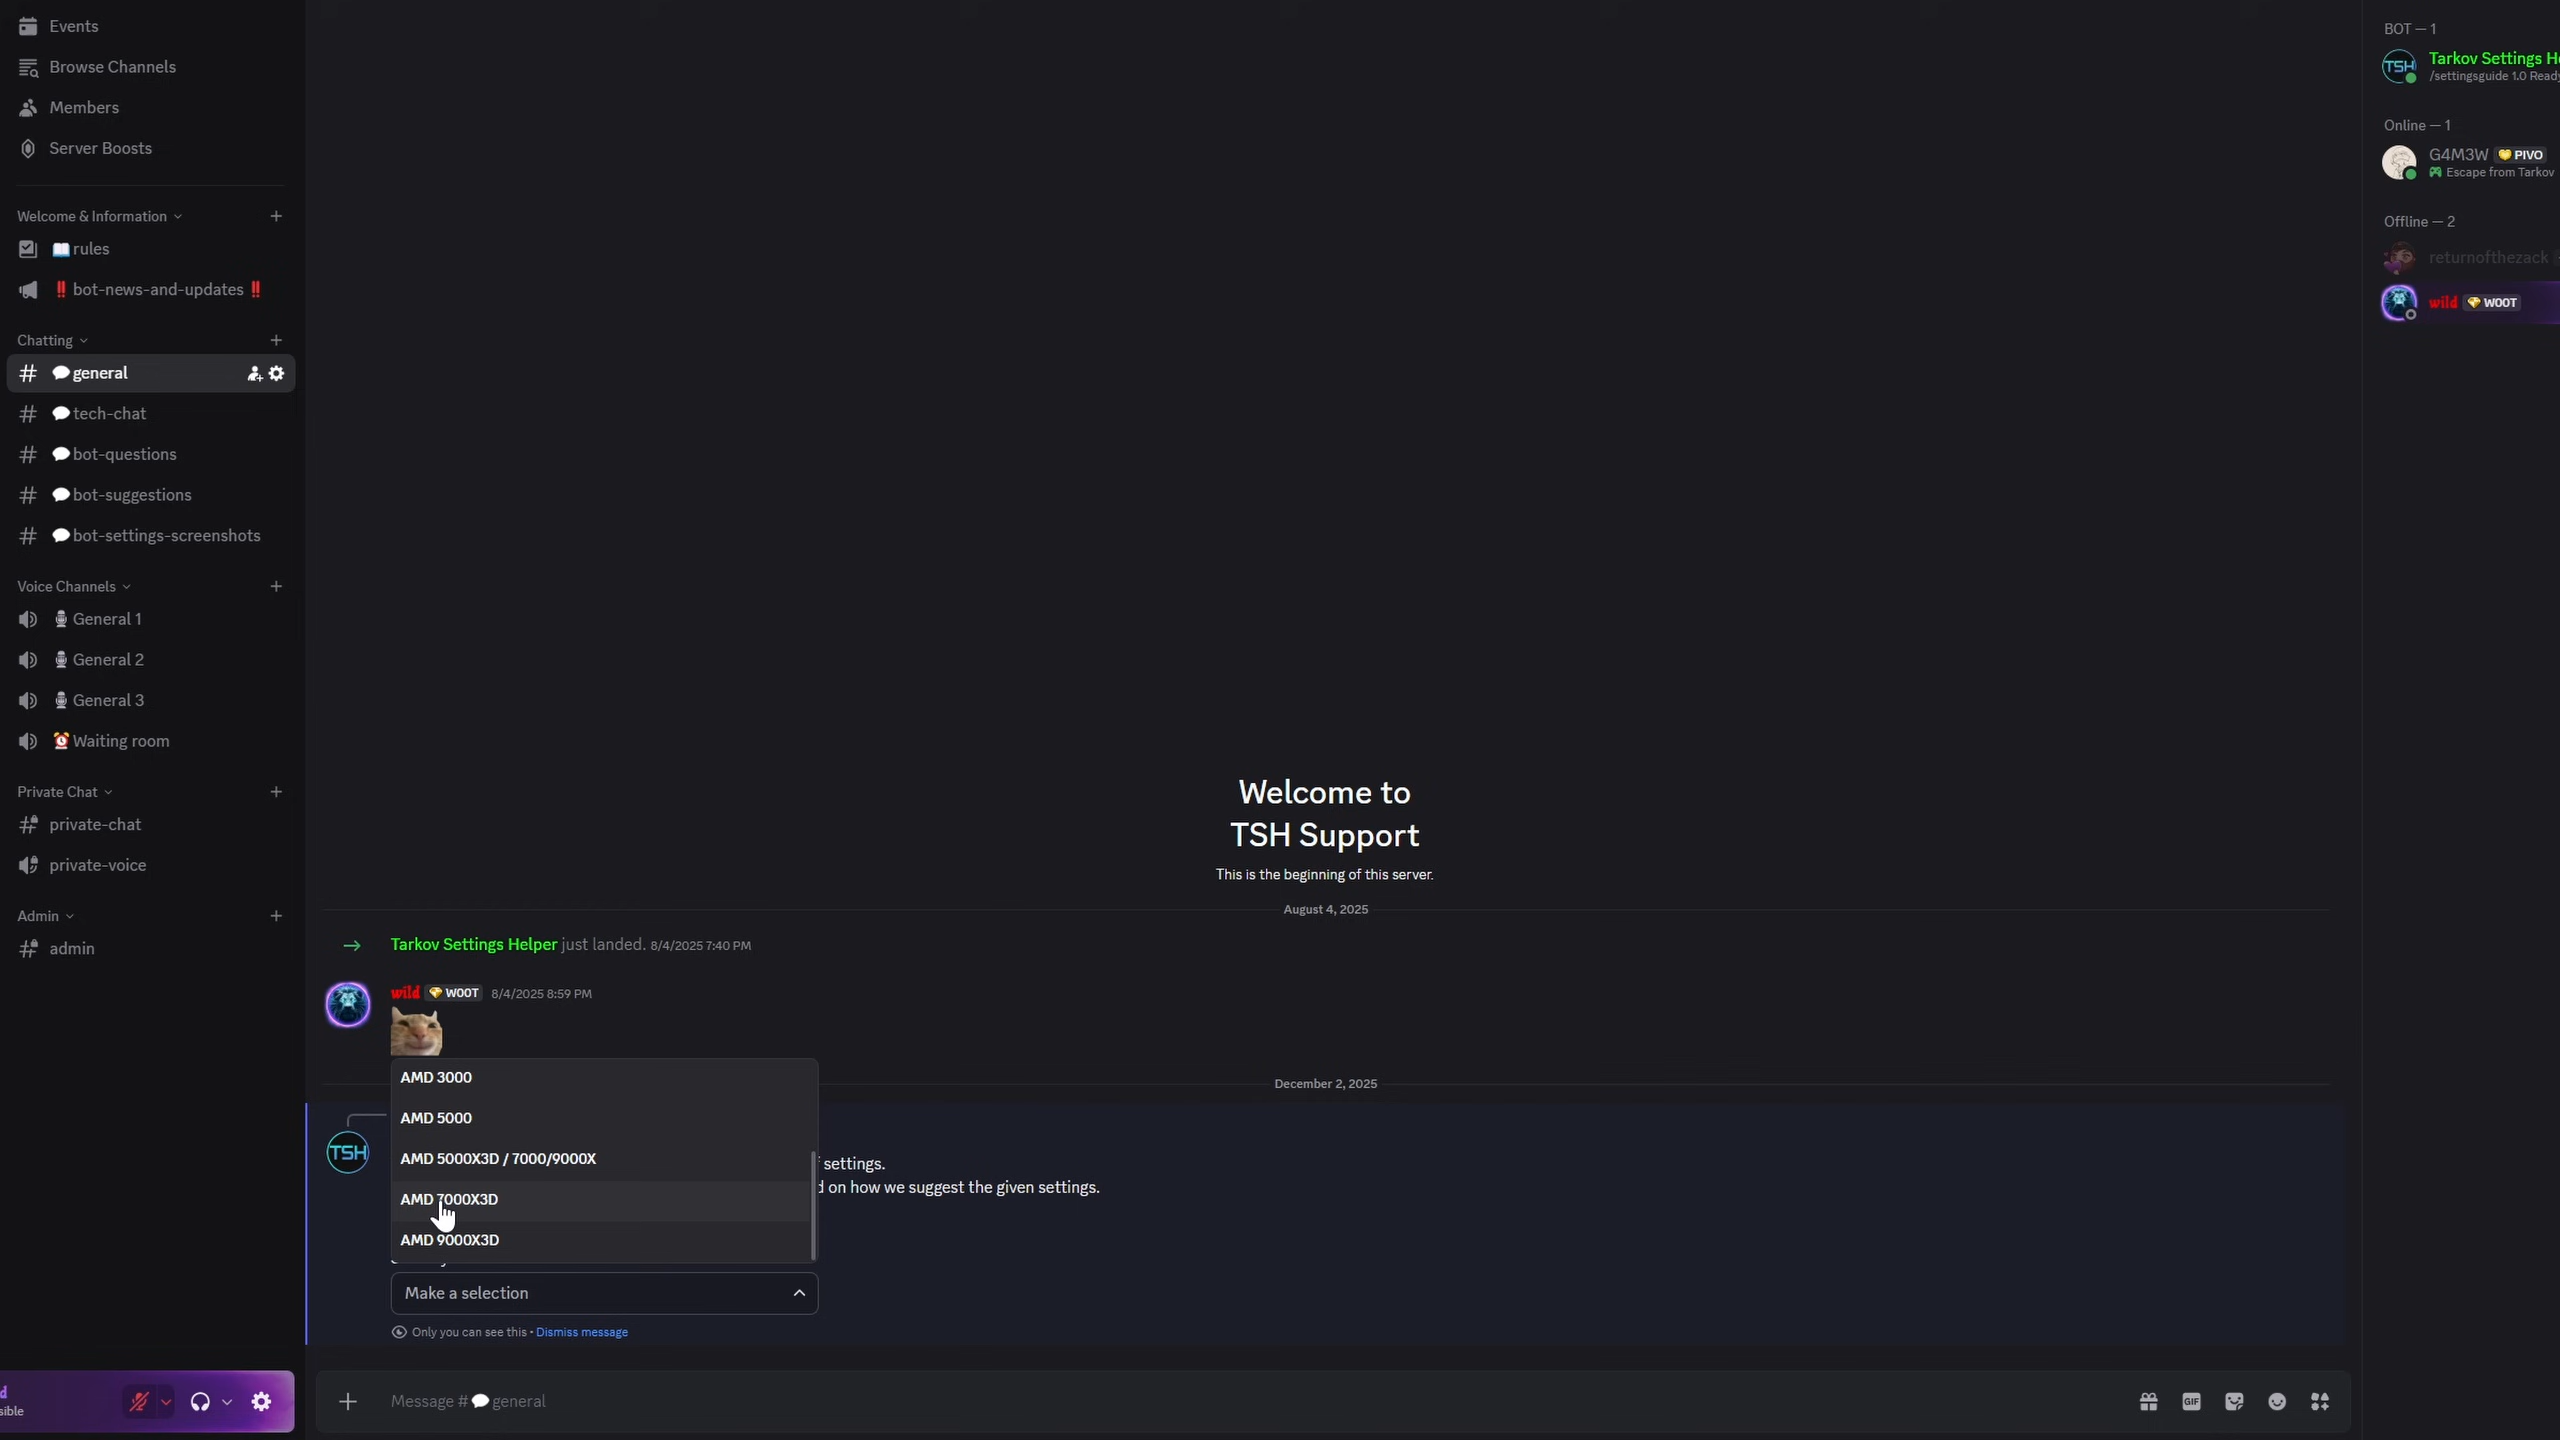 Events
Browse Channels
Members
Server Boosts
Welcome & Information
📖 rules
‼️ bot-news-and-updates ‼️
Chatting
# 💬 general
# 💬 tech-chat
# 💬 bot-questions
# 💬 bot-suggestions
# 💬 bot-settings-screenshots
Voice Channels
General 1
General 2
General 3
Waiting room
Private Chat
private-chat
private-voice
Admin
admin
Welcome to
TSH Support
This is the beginning of this server.
August 4, 2025
Tarkov Settings Helper just landed. 8/4/2025 7:40 PM
wild WOOT 8/4/2025 8:59 PM
December 2, 2025
TSH
AMD 3000
AMD 5000
AMD 5000X3D / 7000/9000X
AMD 7000X3D
AMD 9000X3D
settings.
on how we suggest the given settings.
Make a selection
Only you can see this • Dismiss message
Message # 💬 general
GIF
BOT — 1
TSH
Tarkov Settings He
/settingsguide 1.0 Ready
Online — 1
G4M3W PIVO
Escape from Tarkov
Offline — 2
returnofthezack
wild WOOT